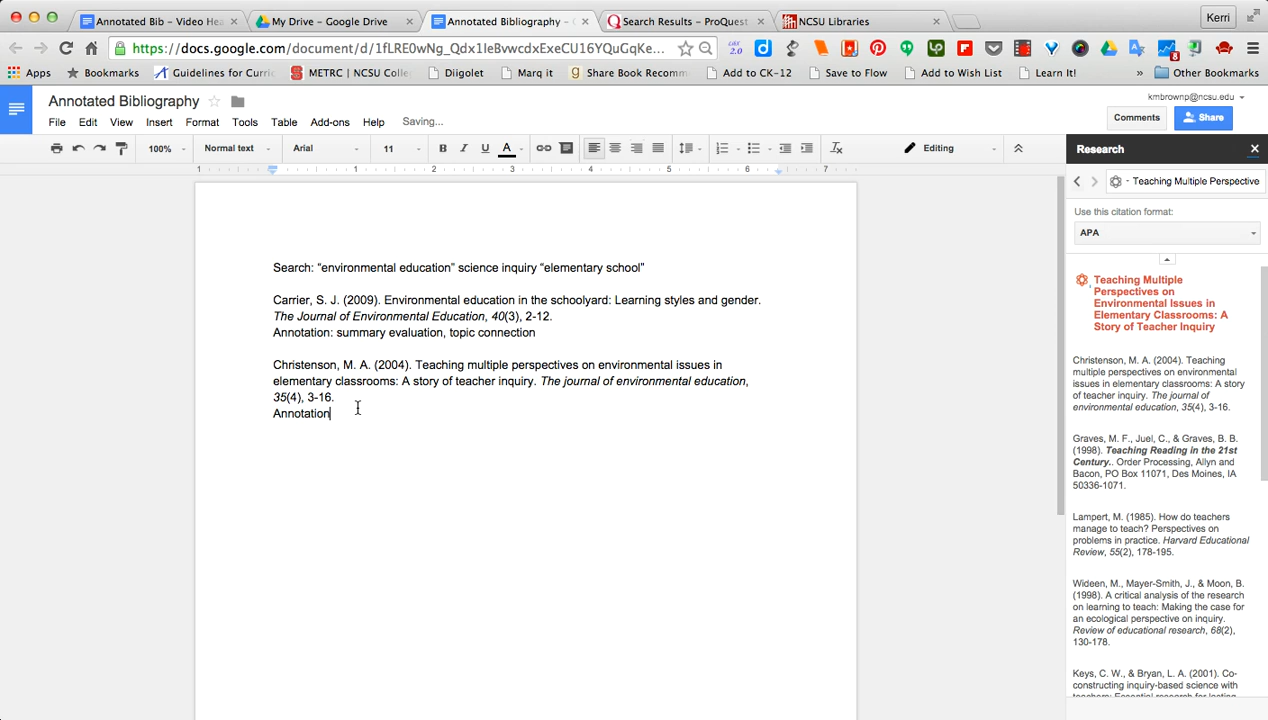 Annotated Bib - Video Hea
My Drive - Google Drive
Annotated Bibliography -
Search Results - ProQuest
NCSU Libraries
Kerri
https://docs.google.com/document/d/1fLRE0wNg_Qdx1IeBvwcdxExeCU16YQuGqKe...
Apps
Bookmarks
Guidelines for Curric
METRC | NCSU Colle
Diigolet
Marq it
Share Book Recomm
Add to CK-12
Save to Flow
Add to Wish List
Learn It!
»
Other Bookmarks
Annotated Bibliography
kmbrownp@ncsu.edu
File Edit View Insert Format Tools Table Add-ons Help Saving...
Comments
Share
100% Normal text Arial 11 B I U A Editing
Research
1 1 2 3 4 5 6 7
Teaching Multiple Perspective
Use this citation format:
APA
Search: “environmental education” science inquiry “elementary school”
Carrier, S. J. (2009). Environmental education in the schoolyard: Learning styles and gender.
The Journal of Environmental Education, 40(3), 2-12.
Annotation: summary evaluation, topic connection
Christenson, M. A. (2004). Teaching multiple perspectives on environmental issues in
elementary classrooms: A story of teacher inquiry. The journal of environmental education,
35(4), 3-16.
Annotation
Teaching Multiple
Perspectives on
Environmental Issues in
Elementary Classrooms: A
Story of Teacher Inquiry
Christenson, M. A. (2004). Teaching
multiple perspectives on environmental
issues in elementary classrooms: A story
of teacher inquiry. The journal of
environmental education, 35(4), 3-16.
Graves, M. F., Juel, C., & Graves, B. B.
(1998). Teaching Reading in the 21st
Century.. Order Processing, Allyn and
Bacon, PO Box 11071, Des Moines, IA
50336-1071.
Lampert, M. (1985). How do teachers
manage to teach? Perspectives on
problems in practice. Harvard Educational
Review, 55(2), 178-195.
Wideen, M., Mayer-Smith, J., & Moon, B.
(1998). A critical analysis of the research
on learning to teach: Making the case for
an ecological perspective on inquiry.
Review of educational research, 68(2),
130-178.
Keys, C. W., & Bryan, L. A. (2001). Co-
constructing inquiry-based science with
teachers: Essential research for lasting